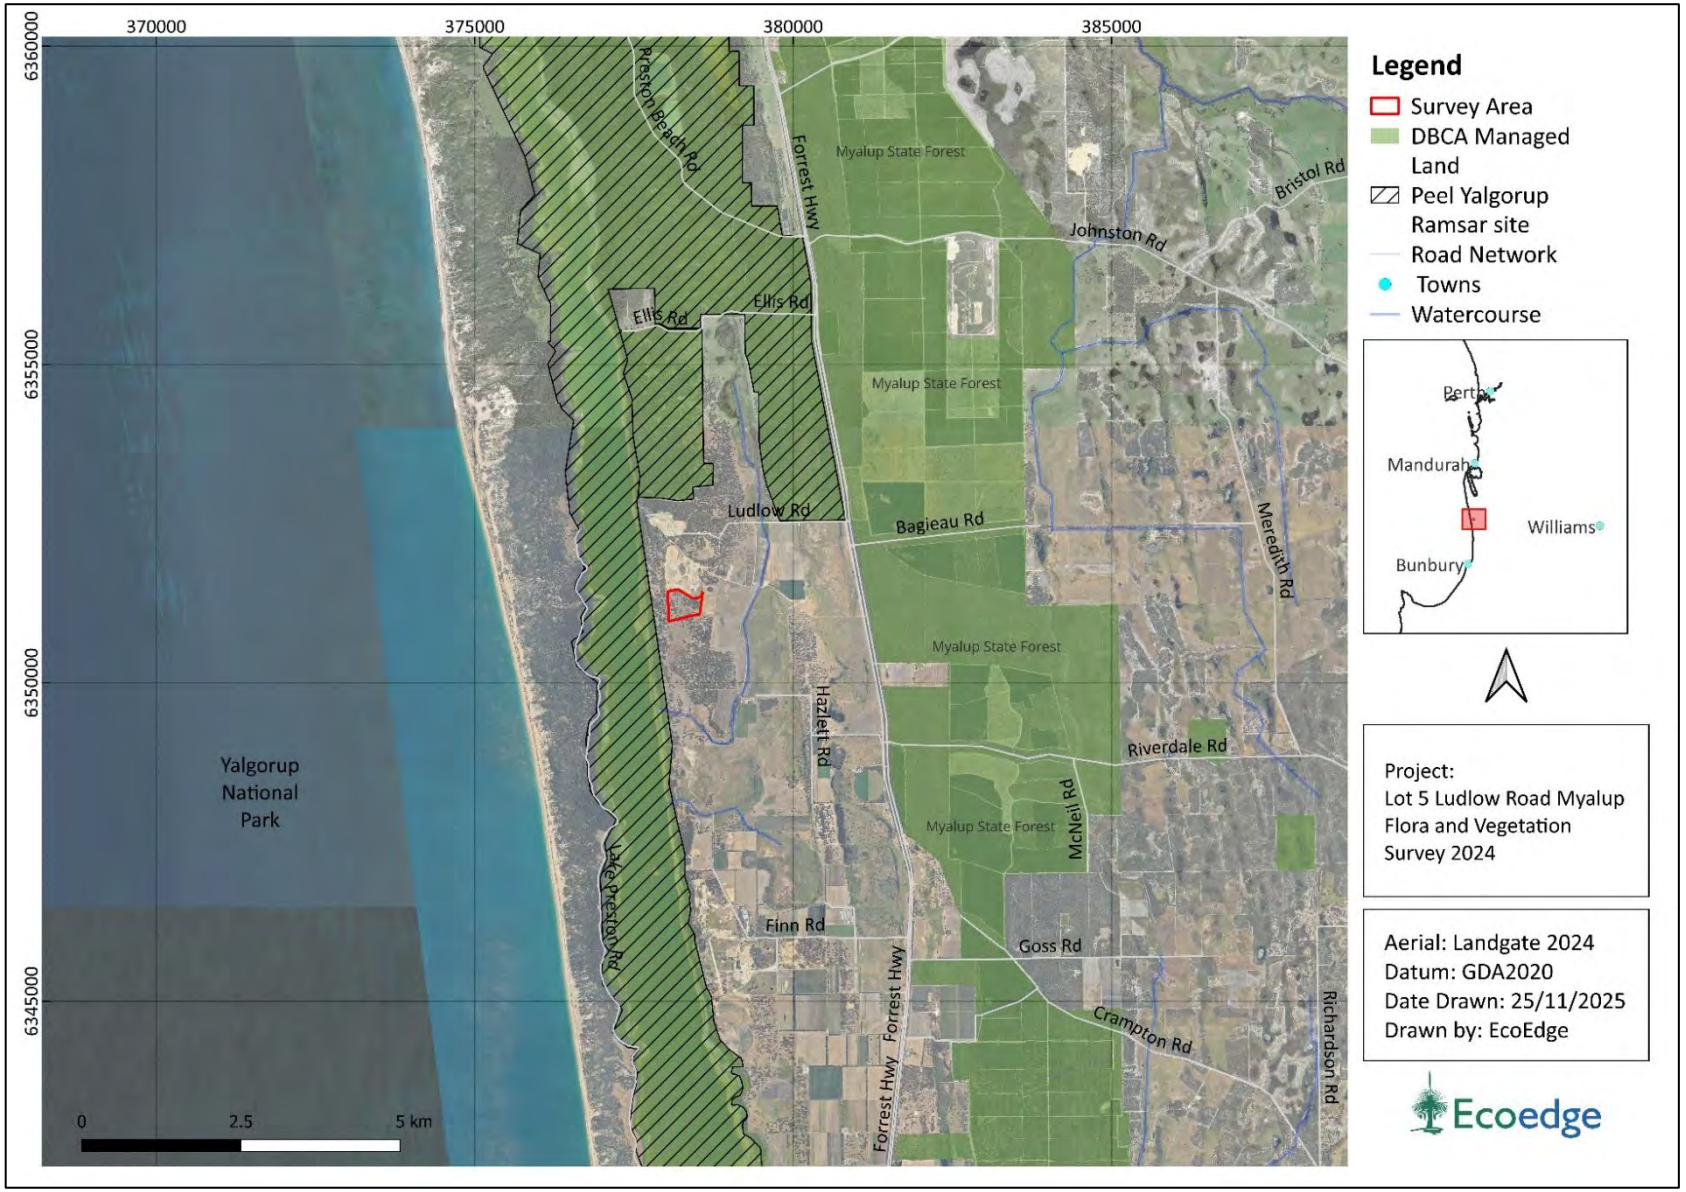 370000
375000
380000
385000
6360000
6355000
6350000
6345000
Preston Beach Rd
Forrest Hwy
Myalup State Forest
Bristol Rd
Johnston Rd
Ellis Rd
Ellis Rd
Myalup State Forest
Ludlow Rd
Bagieau Rd
Meredith Rd
Myalup State Forest
Hazlett Rd
Riverdale Rd
McNeil Rd
Myalup State Forest
Yalgorup
National
Park
Lake Preston Rd
Finn Rd
Goss Rd
Forrest Hwy
Forrest Hwy
Crampton Rd
Richardson Rd
0
2.5
5 km
Legend
Survey Area
DBCA Managed
Land
Peel Yalgorup
Ramsar site
Road Network
Towns
Watercourse
Perth
Mandurah
Williams
Bunbury
Project:
Lot 5 Ludlow Road Myalup
Flora and Vegetation
Survey 2024
Aerial: Landgate 2024
Datum: GDA2020
Date Drawn: 25/11/2025
Drawn by: EcoEdge
Ecoedge